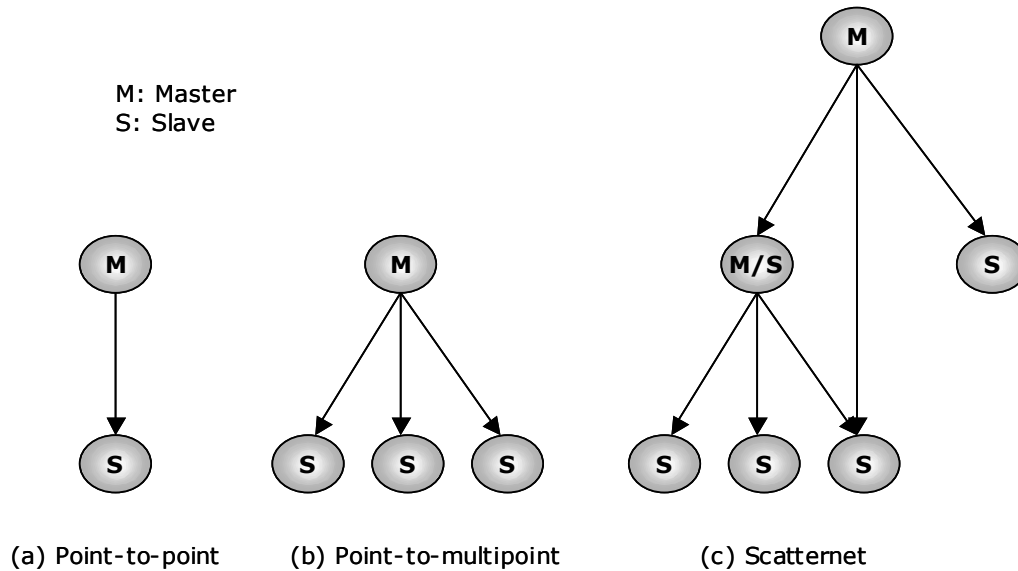 M
M: Master
S: Slave
M M M/S S
S S S S S S S
(a) Point-to-point (b) Point-to-multipoint (c) Scatternet